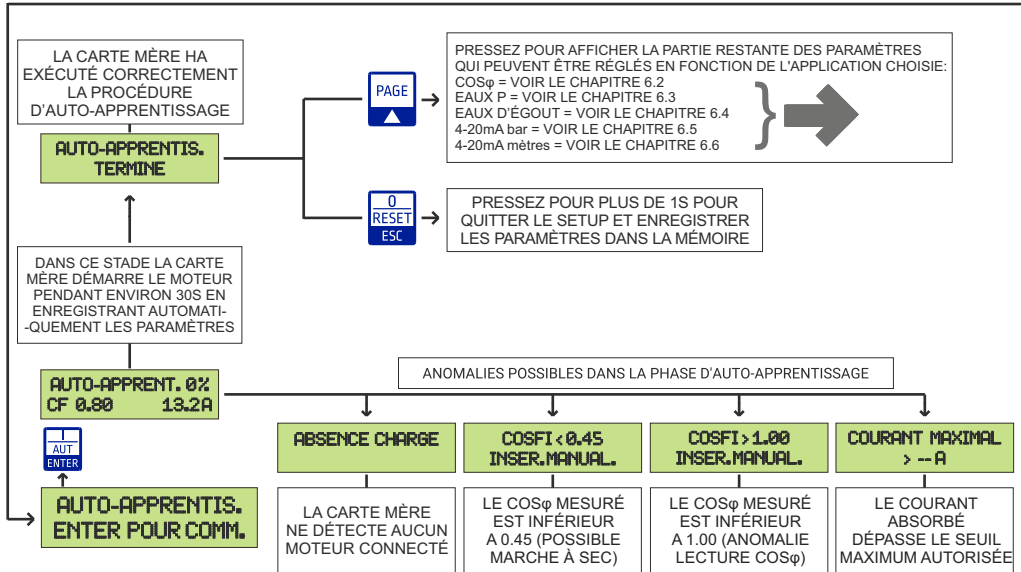 LA CARTE MÈRE HA
EXÉCUTÉ CORRECTEMENT
LA PROCÉDURE
D'AUTO-APPRENTISSAGE
AUTO-APPRENTIS.
TERMINE
PAGE
PRESSEZ POUR AFFICHER LA PARTIE RESTANTE DES PARAMÈTRES
QUI PEUVENT ÊTRE RÉGLÉS EN FONCTION DE L'APPLICATION CHOISIE:
COSφ = VOIR LE CHAPITRE 6.2
EAUX P = VOIR LE CHAPITRE 6.3
EAUX D'ÉGOUT = VOIR LE CHAPITRE 6.4
4-20mA bar = VOIR LE CHAPITRE 6.5
4-20mA mètres = VOIR LE CHAPITRE 6.6
0
RESET
ESC
PRESSEZ POUR PLUS DE 1S POUR
QUITTER LE SETUP ET ENREGISTRER
LES PARAMÈTRES DANS LA MÉMOIRE
DANS CE STADE LA CARTE
MÈRE DÉMARRE LE MOTEUR
PENDANT ENVIRON 30S EN
ENREGISTRANT AUTOMATI-
-QUEMENT LES PARAMÈTRES
AUTO-APPRENT. 0%
CF 0.80 13.2A
I
AUT
ENTER
AUTO-APPRENTIS.
ENTER POUR COMM.
ANOMALIES POSSIBLES DANS LA PHASE D'AUTO-APPRENTISSAGE
ABSENCE CHARGE
LA CARTE MÈRE
NE DÉTECTE AUCUN
MOTEUR CONNECTÉ
COSFI < 0.45
INSER.MANUAL.
LE COSφ MESURÉ
EST INFÉRIEUR
A 0.45 (POSSIBLE
MARCHE À SEC)
COSFI > 1.00
INSER.MANUAL.
LE COSφ MESURÉ
EST INFÉRIEUR
A 1.00 (ANOMALIE
LECTURE COSφ)
COURANT MAXIMAL
> -- A
LE COURANT
ABSORBÉ
DÉPASSE LE SEUIL
MAXIMUM AUTORISÉE